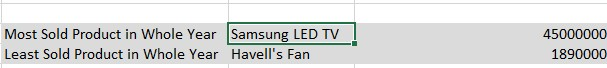 Most Sold Product in Whole Year Samsung LED TV 45000000
Least Sold Product in Whole Year Havell's Fan 1890000